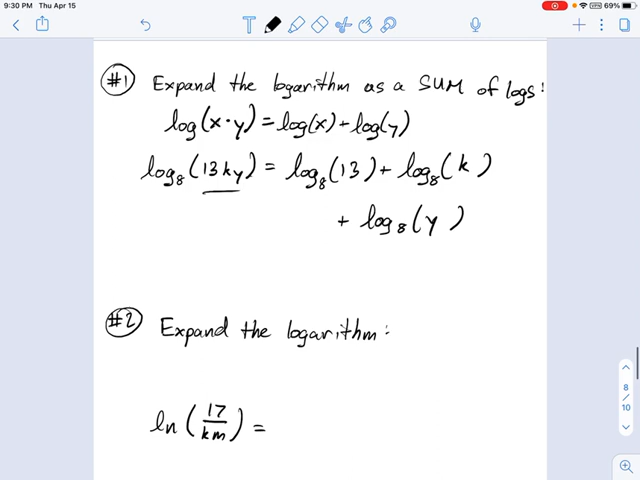 9:30 PM Thu Apr 15
69%
#1 Expand the logarithm as a SUM of logs:
log(x·y) = log(x) + log(y)
log₈(13ky) = log₈(13) + log₈(k)
+ log₈(y)
#2 Expand the logarithm:
ln(17/km) =
8
/
10